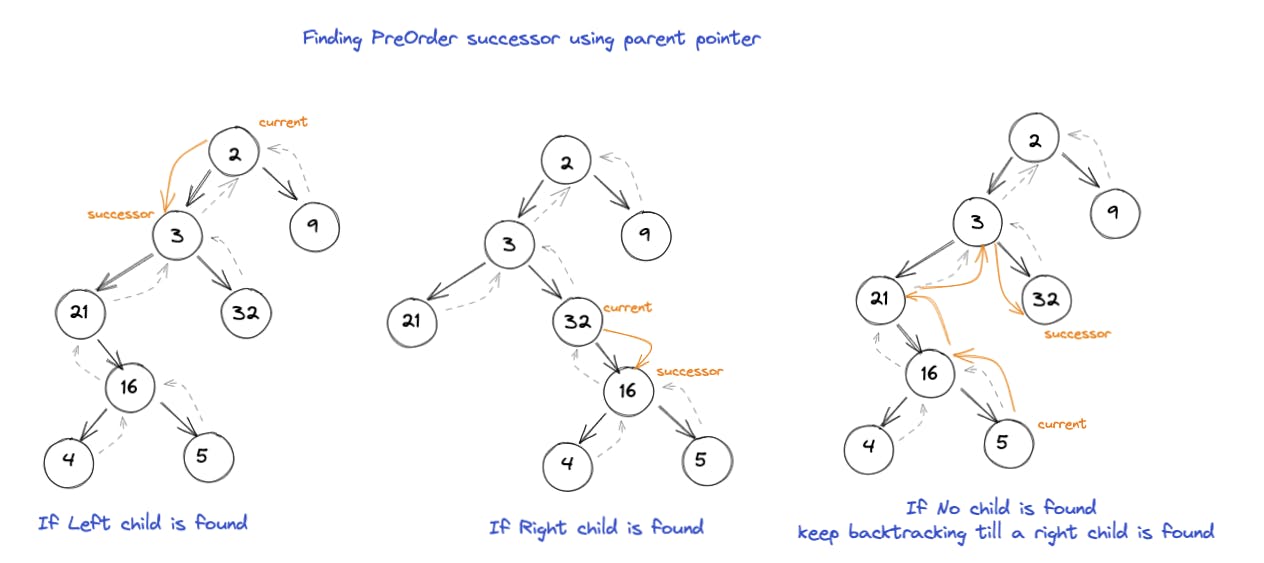 Finding PreOrder successor using parent pointer
current
2
successor
3
9
21
32
16
4
5
If Left child is found
2
3
9
21
32
current
16
successor
4
5
If Right child is found
2
3
9
21
32
successor
16
4
5
current
If No child is found
keep backtracking till a right child is found